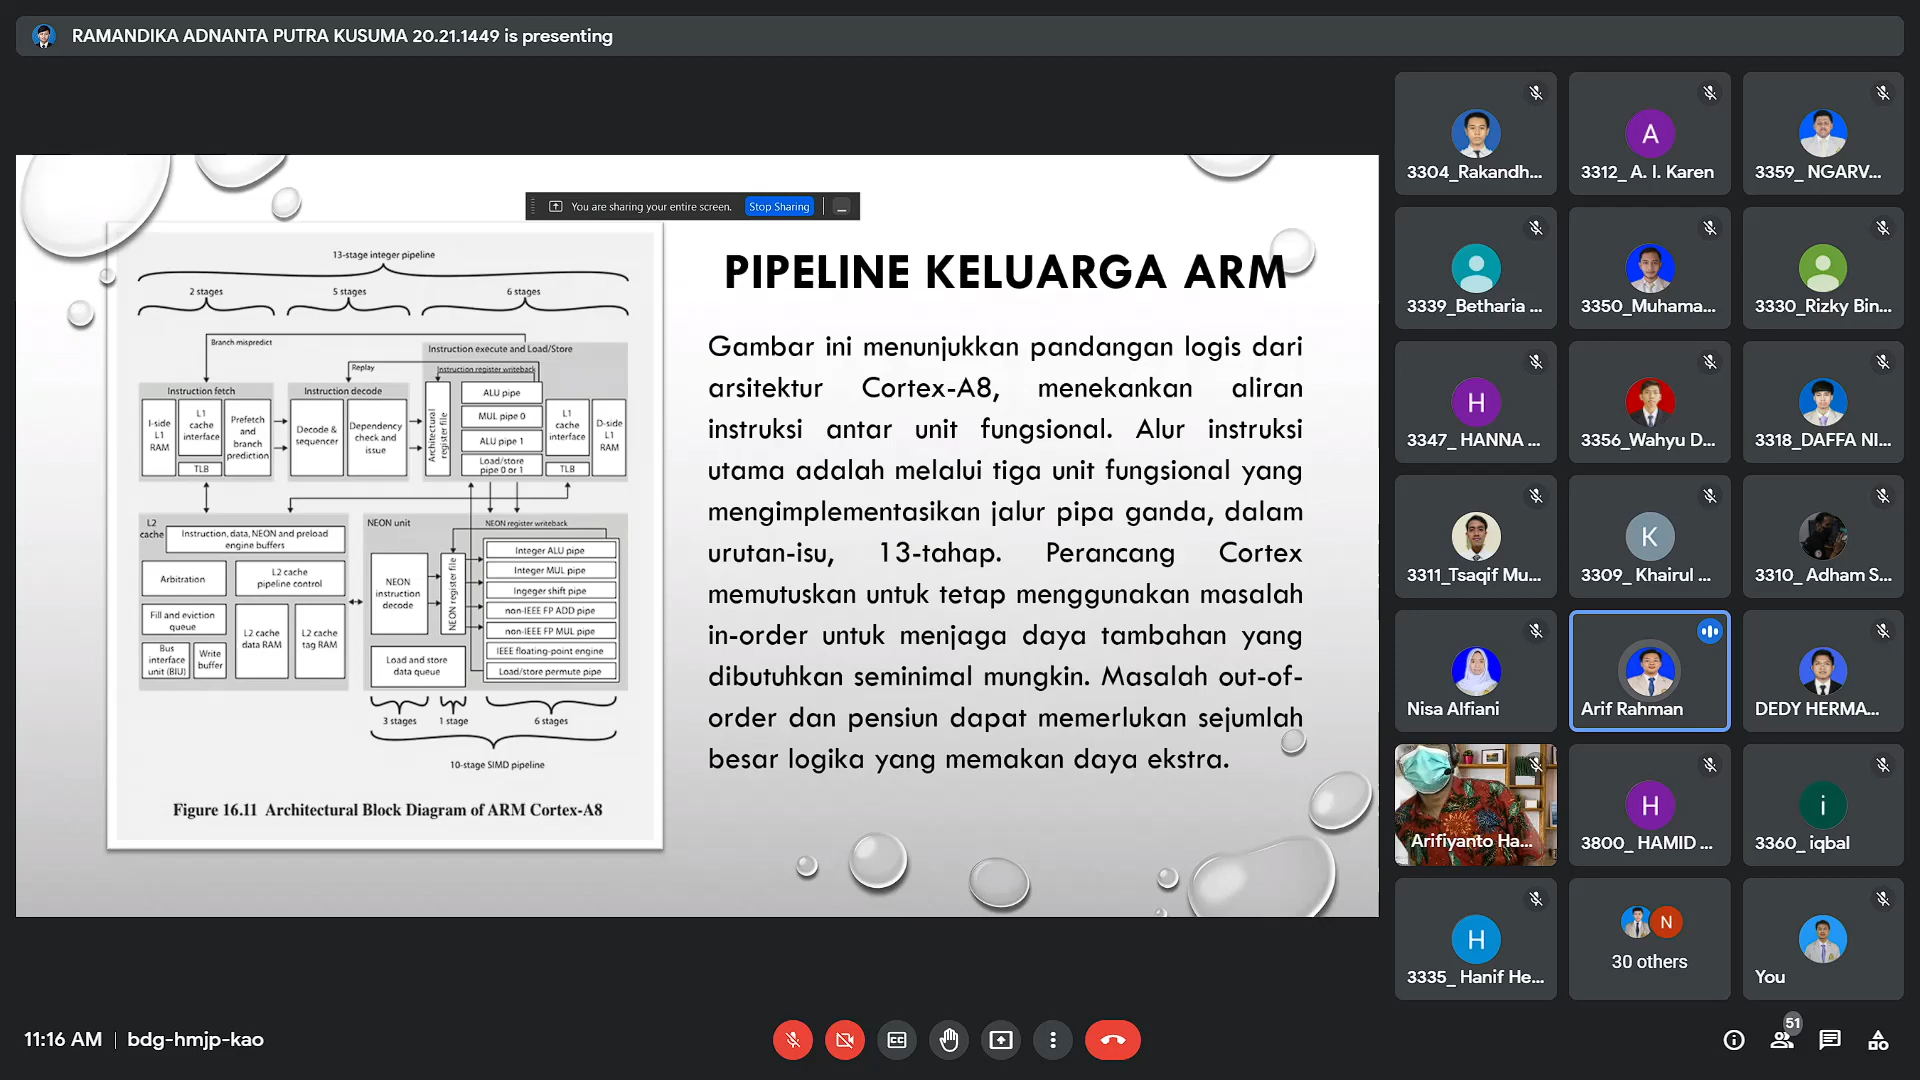 RAMANDIKA ADNANTA PUTRA KUSUMA 20.21.1449 is presenting
You are sharing your entire screen. Stop Sharing
13-stage integer pipeline
2 stages
5 stages
6 stages
Branch mispredict
Replay
Instruction execute and Load/Store
Instruction register writeback
Instruction fetch
I-side L1 RAM
L1 cache interface
TLB
Prefetch and branch prediction
Instruction decode
Decode & sequencer
Dependency check and issue
Architectural register file
ALU pipe
MUL pipe 0
ALU pipe 1
Load/store pipe 0 or 1
L1 cache interface
TLB
D-side L1 RAM
L2 cache
Instruction, data, NEON and preload engine buffers
Arbitration
L2 cache pipeline control
Fill and eviction queue
L2 cache data RAM
L2 cache tag RAM
Bus interface unit (BIU)
Write buffer
NEON unit
NEON register writeback
NEON instruction decode
NEON register file
Integer ALU pipe
Integer MUL pipe
Ingeger shift pipe
non-IEEE FP ADD pipe
non-IEEE FP MUL pipe
IEEE floating-point engine
Load/store permute pipe
Load and store data queue
3 stages
1 stage
6 stages
10-stage SIMD pipeline
Figure 16.11 Architectural Block Diagram of ARM Cortex-A8
PIPELINE KELUARGA ARM
Gambar ini menunjukkan pandangan logis dari
arsitektur Cortex-A8, menekankan aliran
instruksi antar unit fungsional. Alur instruksi
utama adalah melalui tiga unit fungsional yang
mengimplementasikan jalur pipa ganda, dalam
urutan-isu, 13-tahap. Perancang Cortex
memutuskan untuk tetap menggunakan masalah
in-order untuk menjaga daya tambahan yang
dibutuhkan seminimal mungkin. Masalah out-of-
order dan pensiun dapat memerlukan sejumlah
besar logika yang memakan daya ekstra.
3304_Rakandh...
A
3312_ A. I. Karen
3359_ NGARV...
3339_Betharia ...
3350_Muhama...
3330_Rizky Bin...
H
3347_ HANNA ...
3356_Wahyu D...
3318_DAFFA NI...
3311_Tsaqif Mu...
K
3309_ Khairul ...
3310_ Adham S...
Nisa Alfiani
Arif Rahman
DEDY HERMA...
Arifiyanto Ha...
H
3800_ HAMID ...
i
3360_ iqbal
H
3335_ Hanif He...
N
30 others
You
11:16 AM | bdg-hmjp-kao
51